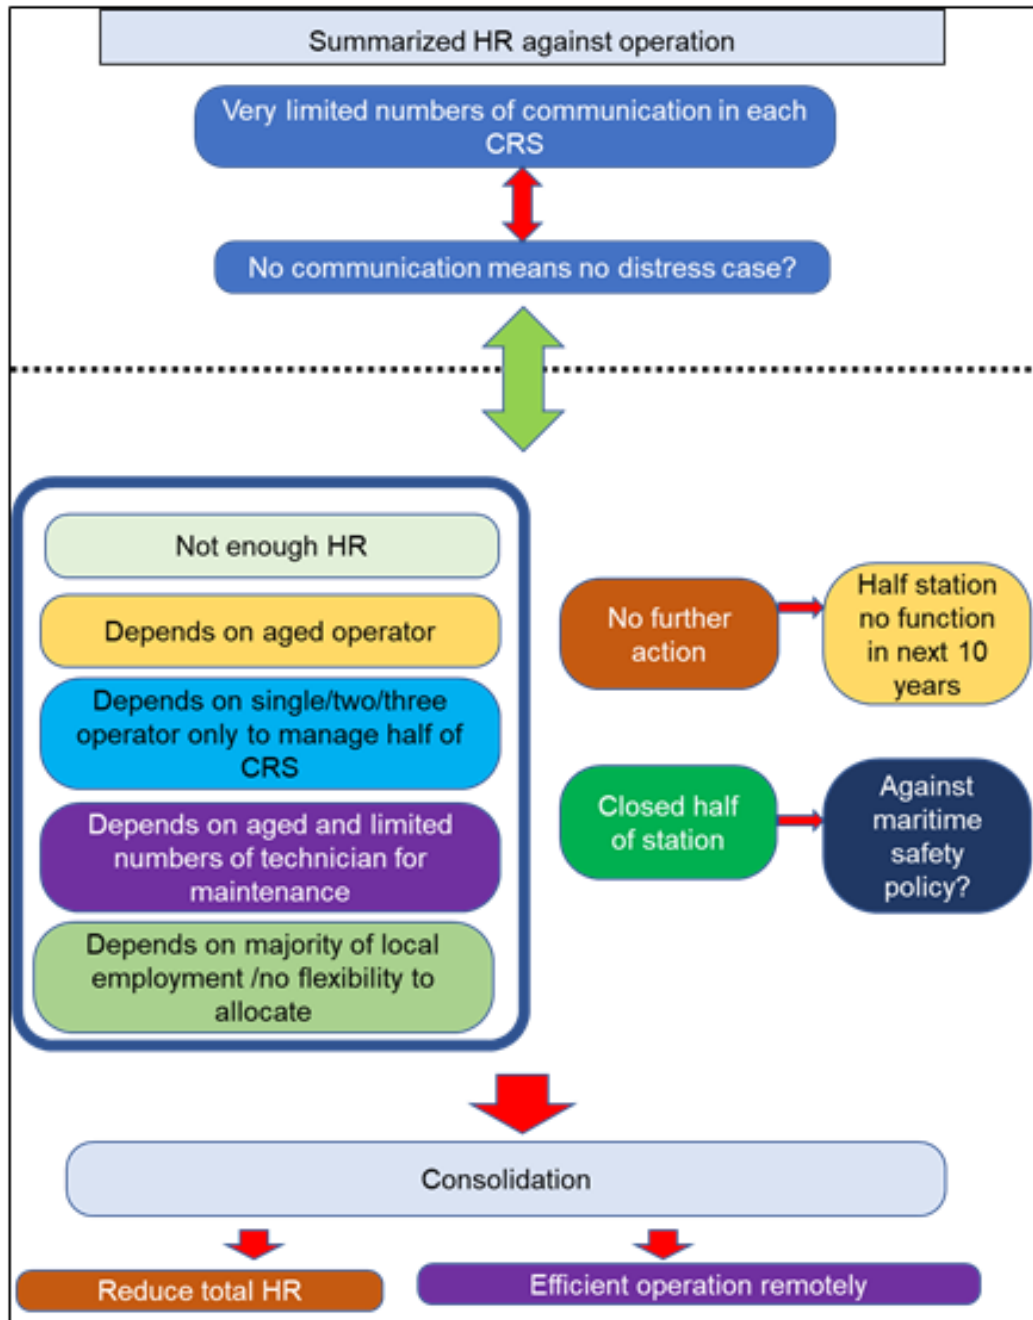 Summarized HR against operation
Very limited numbers of communication in each
CRS
No communication means no distress case?
Not enough HR
Depends on aged operator
Depends on single/two/three
operator only to manage half of
CRS
Depends on aged and limited
numbers of technician for
maintenance
Depends on majority of local
employment /no flexibility to
allocate
No further
action
Half station
no function
in next 10
years
Closed half
of station
Against
maritime
safety
policy?
Consolidation
Reduce total HR
Efficient operation remotely